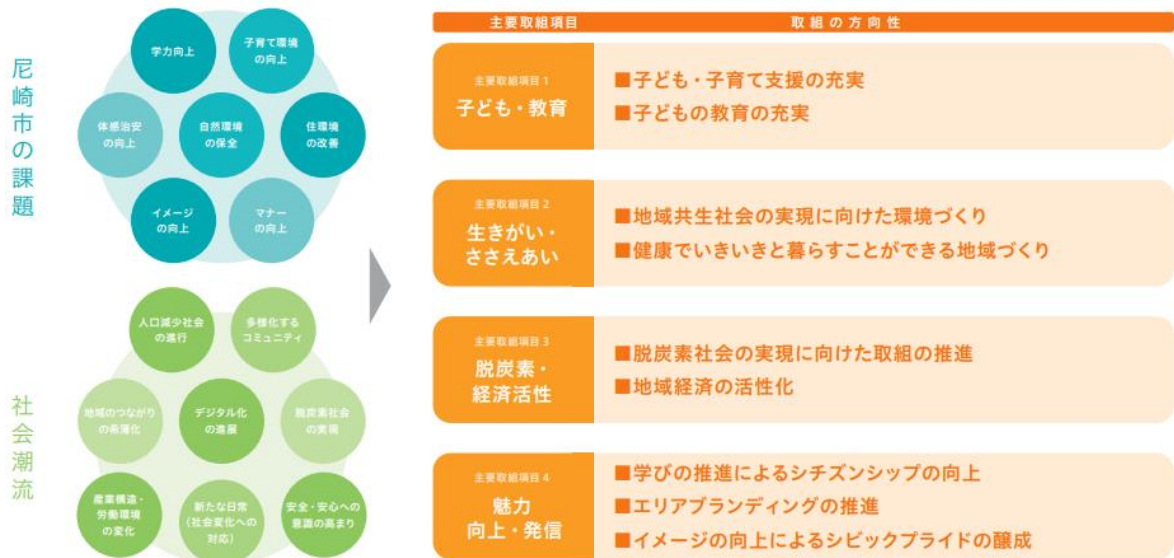 尼崎市の課題
学力向上
子育て環境
の向上
体感治安
の向上
自然環境
の保全
住環境
の改善
イメージ
の向上
マナー
の向上
社会潮流
人口減少社会
の進行
多様化する
コミュニティ
地域のつながり
の希薄化
デジタル化
の進展
脱炭素社会
の実現
産業構造・
労働環境
の変化
新たな日常
(社会変化への
対応)
安全・安心への
意識の高まり
主要取組項目
取組の方向性
主要取組項目 1
子ども・教育
■子ども・子育て支援の充実
■子どもの教育の充実
主要取組項目 2
生きがい・
ささえあい
■地域共生社会の実現に向けた環境づくり
■健康でいきいきと暮らすことができる地域づくり
主要取組項目 3
脱炭素・
経済活性
■脱炭素社会の実現に向けた取組の推進
■地域経済の活性化
主要取組項目 4
魅力
向上・発信
■学びの推進によるシチズンシップの向上
■エリアブランディングの推進
■イメージの向上によるシビックプライドの醸成